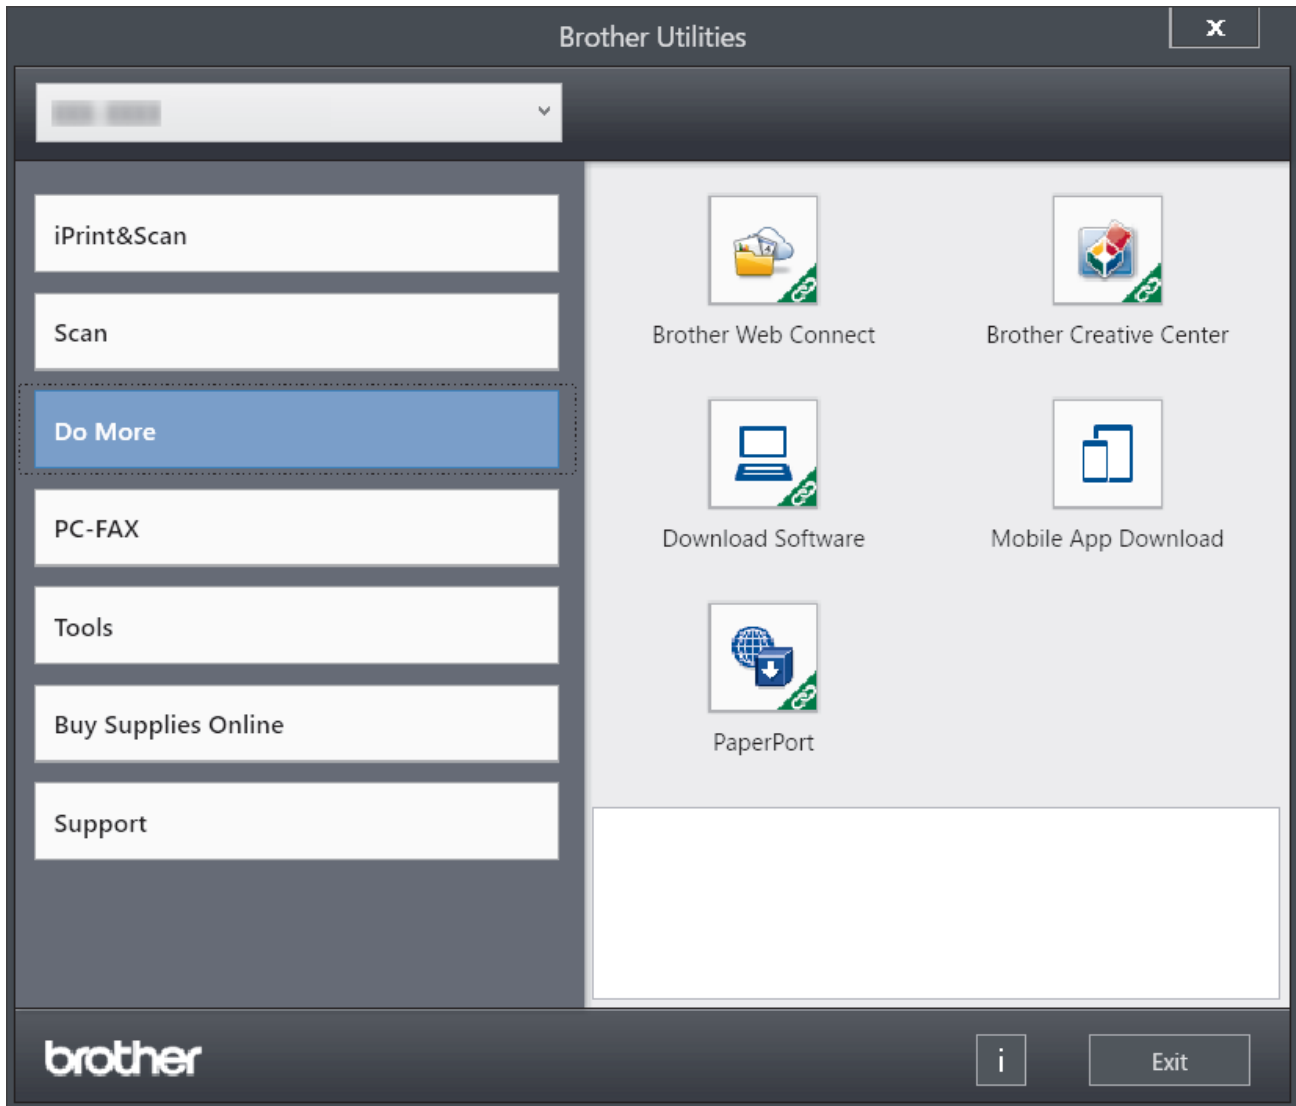 Brother Utilities
X
iPrint&Scan
Scan
Do More
PC-FAX
Tools
Buy Supplies Online
Support
Brother Web Connect
Brother Creative Center
Download Software
Mobile App Download
PaperPort
brother
i
Exit